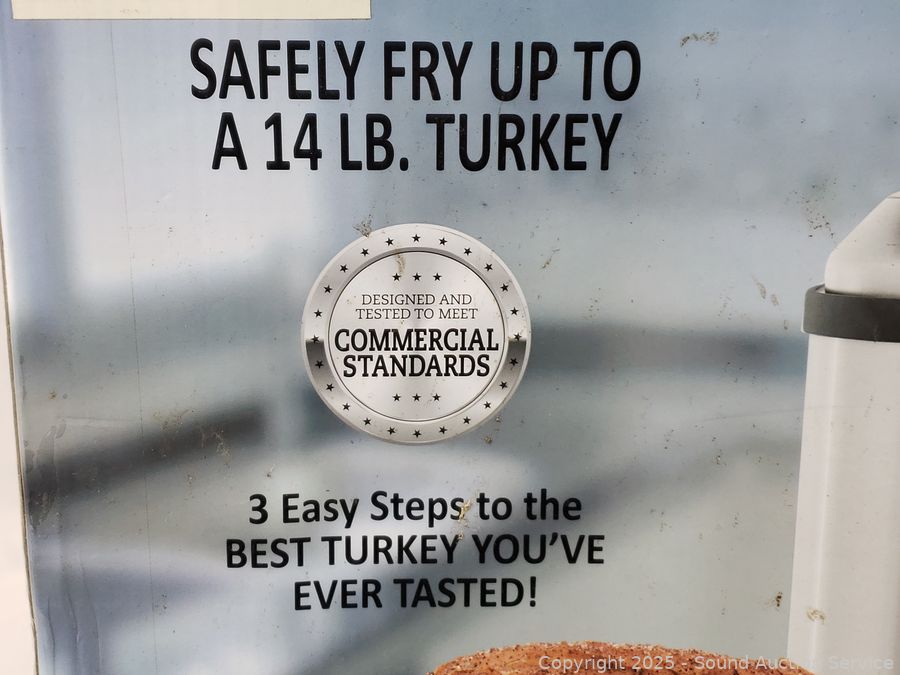 SAFELY FRY UP TO
A 14 LB. TURKEY
DESIGNED AND
TESTED TO MEET
COMMERCIAL
STANDARDS
3 Easy Steps to the
BEST TURKEY YOU'VE
EVER TASTED!
Copyright 2025 - Sound Auction Service